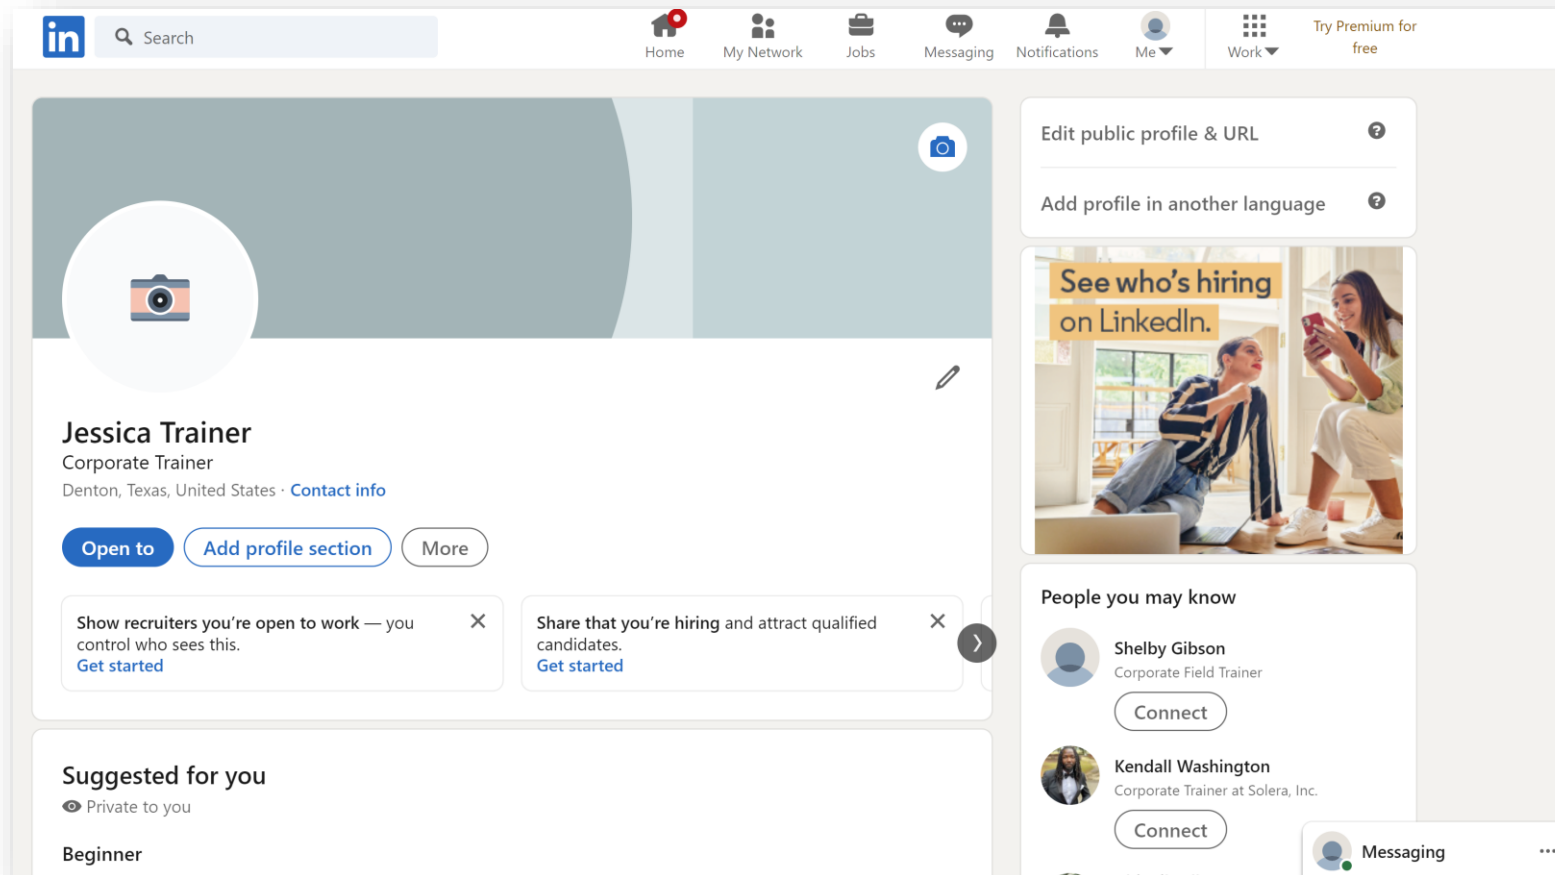 in
Search
Home
My Network
Jobs
Messaging
Notifications
Me
Work
Try Premium for
free
Jessica Trainer
Corporate Trainer
Denton, Texas, United States · Contact info
Open to
Add profile section
More
Show recruiters you're open to work — you
control who sees this.
Get started
Share that you're hiring and attract qualified
candidates.
Get started
Suggested for you
Private to you
Beginner
Edit public profile & URL
Add profile in another language
See who's hiring
on LinkedIn.
People you may know
Shelby Gibson
Corporate Field Trainer
Connect
Kendall Washington
Corporate Trainer at Solera, Inc.
Connect
Messaging